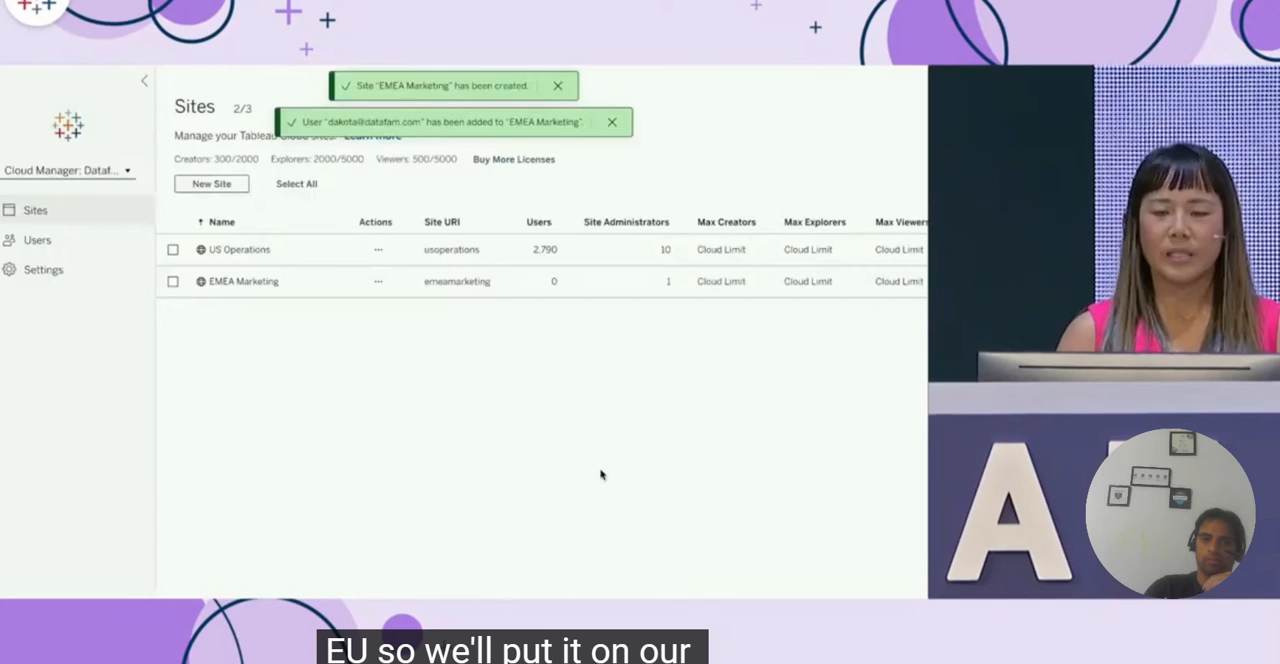 Site "EMEA Marketing" has been created.
Sites 2/3
User "dakota@datafam.com" has been added to "EMEA Marketing".
Manage your Tableau Cloud sites. Learn more
Creators: 300/2000 Explorers: 2000/5000 Viewers: 500/5000 Buy More Licenses
Cloud Manager: Dataf...
New Site Select All
Sites
Users
Settings
Name Actions Site URI Users Site Administrators Max Creators Max Explorers Max Viewers
US Operations ... usoperations 2,790 10 Cloud Limit Cloud Limit Cloud Limit
EMEA Marketing ... emeamarketing 0 1 Cloud Limit Cloud Limit Cloud Limit
A
EU so we'll put it on our